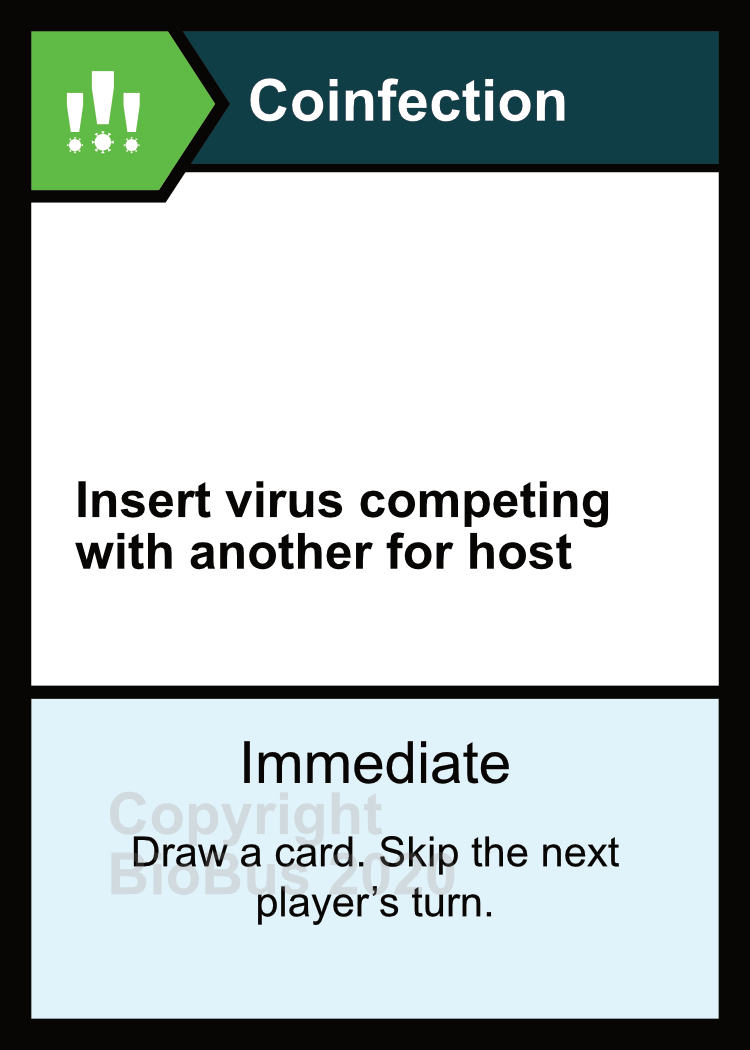 Coinfection
Insert virus competing
with another for host
Immediate
Copyright
Draw a card. Skip the next
BioBus 2020
player’s turn.